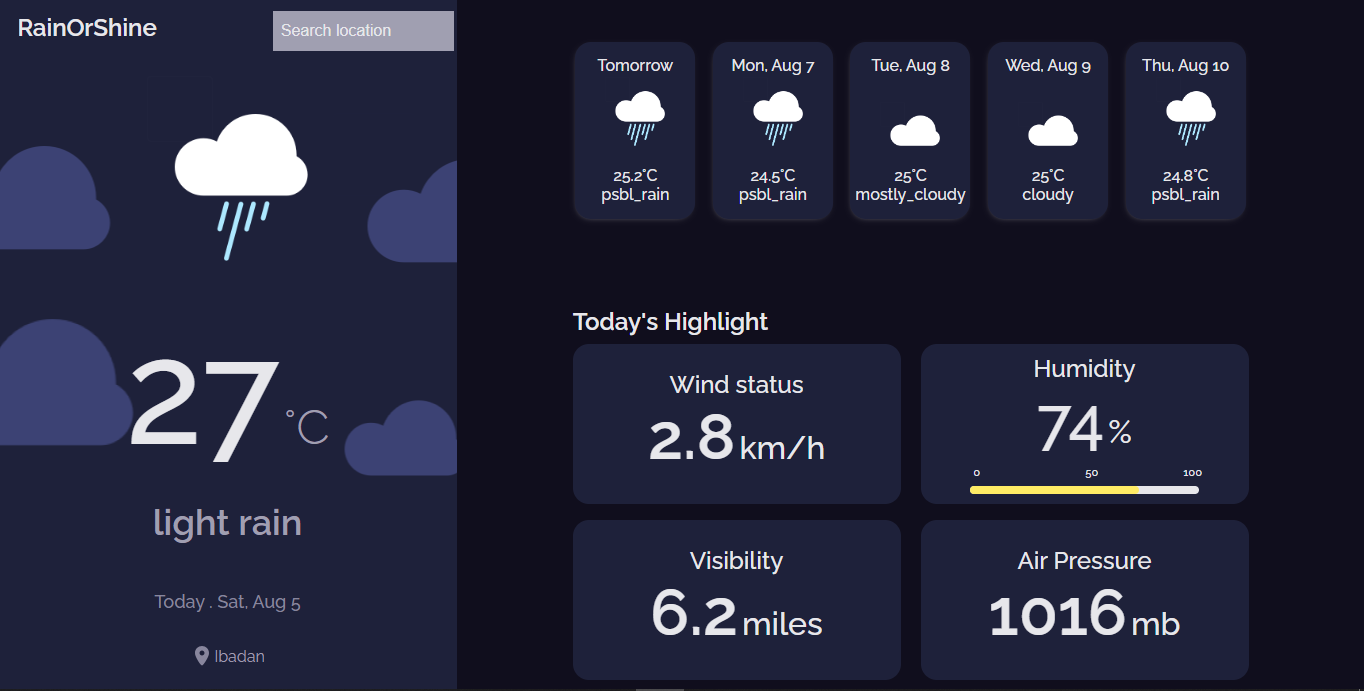 RainOrShine
Search location
27 °C
light rain
Today . Sat, Aug 5
Ibadan
Tomorrow
25.2°C
psbl_rain
Mon, Aug 7
24.5°C
psbl_rain
Tue, Aug 8
25°C
mostly_cloudy
Wed, Aug 9
25°C
cloudy
Thu, Aug 10
24.8°C
psbl_rain
Today's Highlight
Wind status
2.8 km/h
Humidity
74 %
0 50 100
Visibility
6.2 miles
Air Pressure
1016 mb